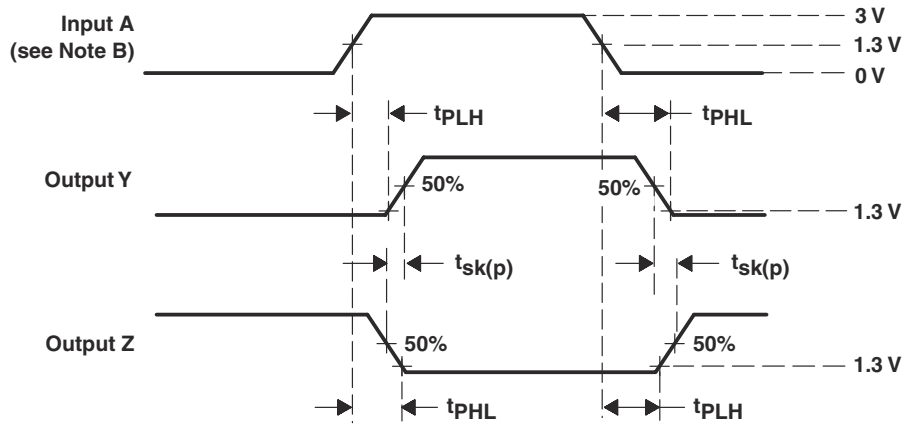 Input A
(see Note B)
3 V
1.3 V
0 V
tPLH
tPHL
Output Y
50%
50%
1.3 V
tsk(p)
tsk(p)
Output Z
50%
50%
1.3 V
tPHL
tPLH